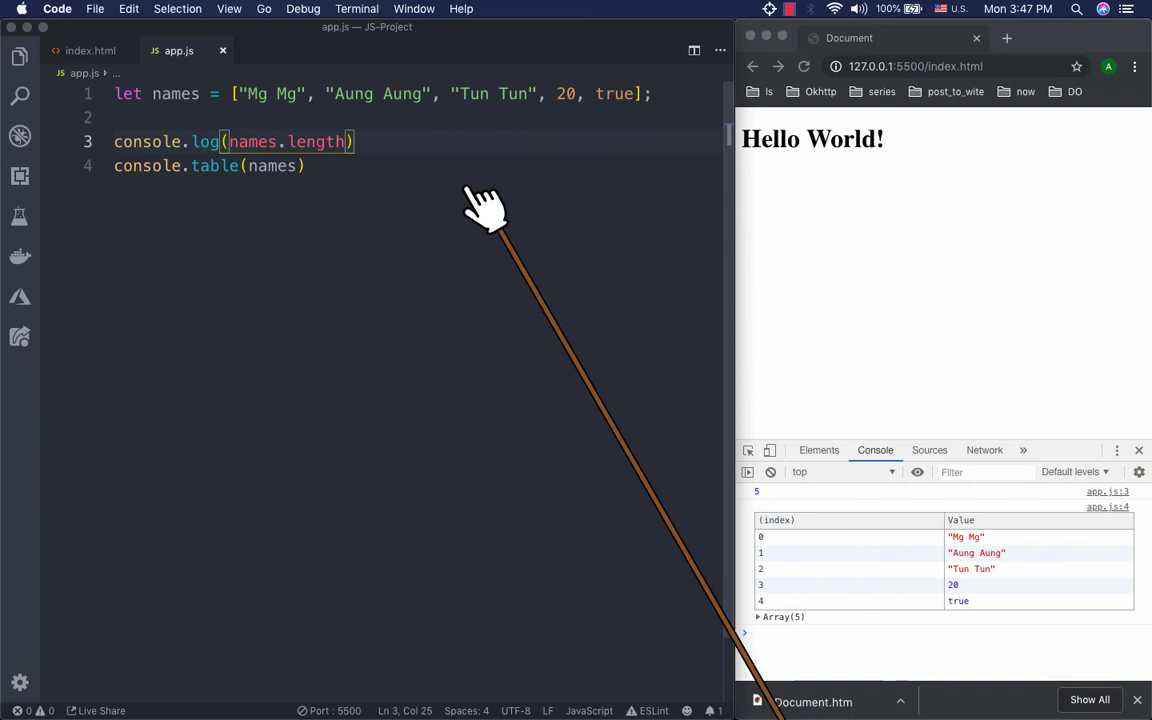 Code File Edit Selection View Go Debug Terminal Window Help 100% U.S. Mon 3:47 PM
app.js — JS-Project
index.html JS app.js
JS app.js ...
1 let names = ["Mg Mg", "Aung Aung", "Tun Tun", 20, true];
2
3 console.log(names.length)
4 console.table(names)
0 0 Live Share Port : 5500 Ln 3, Col 25 Spaces: 4 UTF-8 LF JavaScript ESLint 1
Document
127.0.0.1:5500/index.html A
ls Okhttp series post_to_wite now DO
Hello World!
Elements Console Sources Network »
top Filter Default levels
5 app.js:3
app.js:4
(index) Value
0 "Mg Mg"
1 "Aung Aung"
2 "Tun Tun"
3 20
4 true
Array(5)
Document.htm Show All